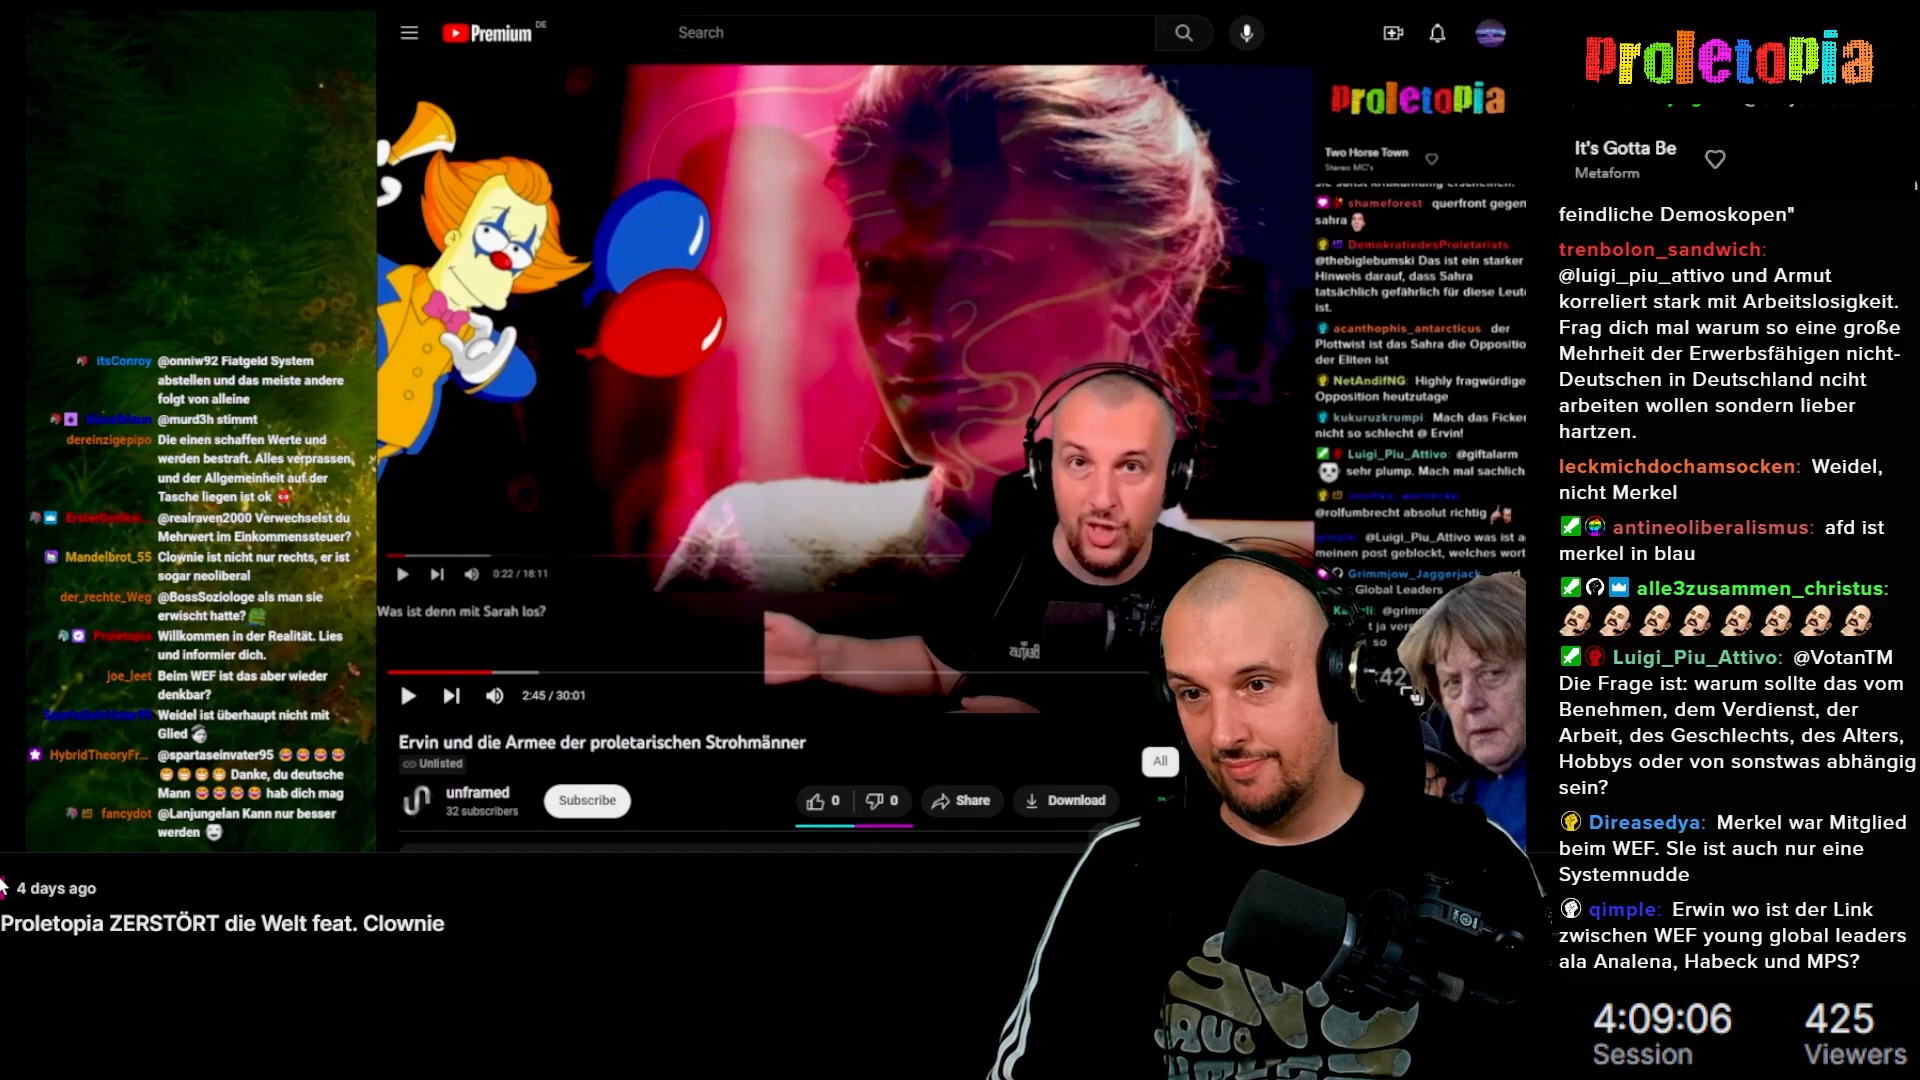 Premium DE
Search
Proletopia
It's Gotta Be
Metaform
feindliche Demoskopen"
trenbolon_sandwich:
@luigi_piu_attivo und Armut
korreliert stark mit Arbeitslosigkeit.
Frag dich mal warum so eine große
Mehrheit der Erwerbsfähigen nicht-
Deutschen in Deutschland nciht
arbeiten wollen sondern lieber
hartzen.
leckmichdochamsocken: Weidel,
nicht Merkel
antineoliberalismus: afd ist
merkel in blau
alle3zusammen_christus:
Luigi_Piu_Attivo: @VotanTM
Die Frage ist: warum sollte das vom
Benehmen, dem Verdienst, der
Arbeit, des Geschlechts, des Alters,
Hobbys oder von sonstwas abhängig
sein?
Direasedya: Merkel war Mitglied
beim WEF. SIe ist auch nur eine
Systemnudde
qimple: Erwin wo ist der Link
zwischen WEF young global leaders
ala Analena, Habeck und MPS?
4:09:06
Session
425
Viewers
Proletopia
Two Horse Town
Stereo MC's
shameforest querfront gegen
sahra
DemokratiedesProletariats
@thebiglebumski Das ist ein starker
Hinweis darauf, dass Sahra
tatsächlich gefährlich für diese Leut
ist.
acanthophis_antarcticus der
Plottwist ist das Sahra die Oppositio
der Eliten ist
NetAndifNG: Highly fragwürdige
Opposition heutzutage
kukuruzkrumpi: Mach das Ficker
nicht so schlecht @ Ervin!
Luigi_Piu_Attivo: @giftalarm
sehr plump. Mach mal sachlich
@rolfumbrecht absolut richtig
@Luigi_Piu_Attivo was ist a
meinen post geblockt, welches wort
Grimmjow_Jaggerjack
Global Leaders
42
itsConroy @onniw92 Fiatgeld System
abstellen und das meiste andere
folgt von alleine
@murd3h stimmt
dereinzigepipo Die einen schaffen Werte und
werden bestraft. Alles verprassen
und der Allgemeinheit auf der
Tasche liegen ist ok
@realraven2000 Verwechselst du
Mehrwert im Einkommenssteuer?
Mandelbrot_55 Clownie ist nicht nur rechts, er ist
sogar neoliberal
der_rechte_Weg @BossSoziologe als man sie
erwischt hatte?
Proletopia Willkommen in der Realität. Lies
und informier dich.
joe_leet Beim WEF ist das aber wieder
denkbar?
Weidel ist überhaupt nicht mit
Glied
HybridTheoryFr... @spartaseinvater95
Danke, du deutsche
Mann hab dich mag
fancydot @Lanjungelan Kann nur besser
werden
0:22 / 18:11
Was ist denn mit Sarah los?
2:45 / 30:01
Ervin und die Armee der proletarischen Strohmänner
Unlisted
All
unframed
32 subscribers
Subscribe
0
0
Share
Download
4 days ago
Proletopia ZERSTÖRT die Welt feat. Clownie